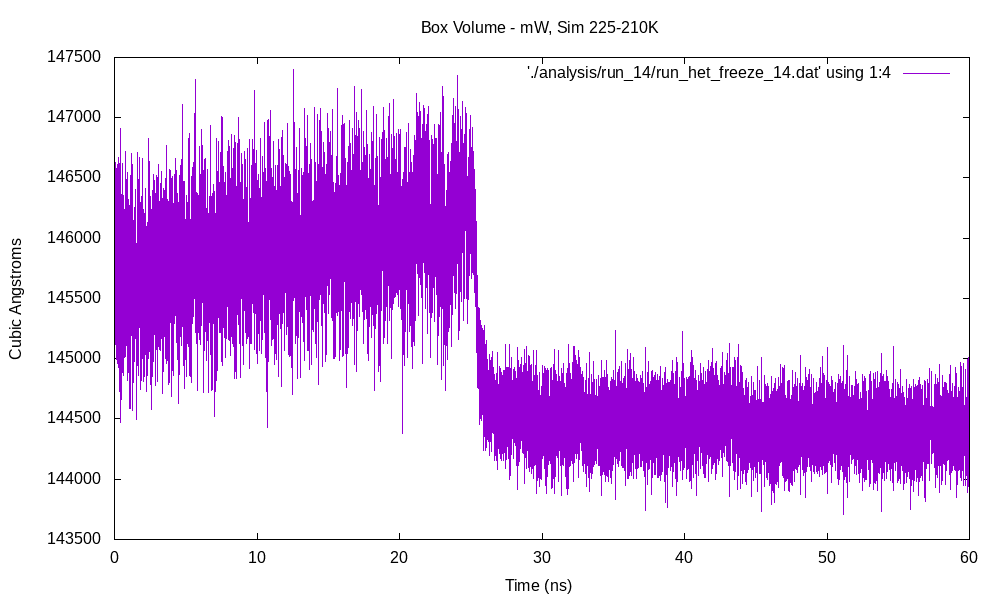 Box Volume - mW, Sim 225-210K
'./analysis/run_14/run_het_freeze_14.dat' using 1:4
147500
147000
146500
146000
145500
145000
144500
144000
143500
Cubic Angstroms
0 10 20 30 40 50 60
Time (ns)